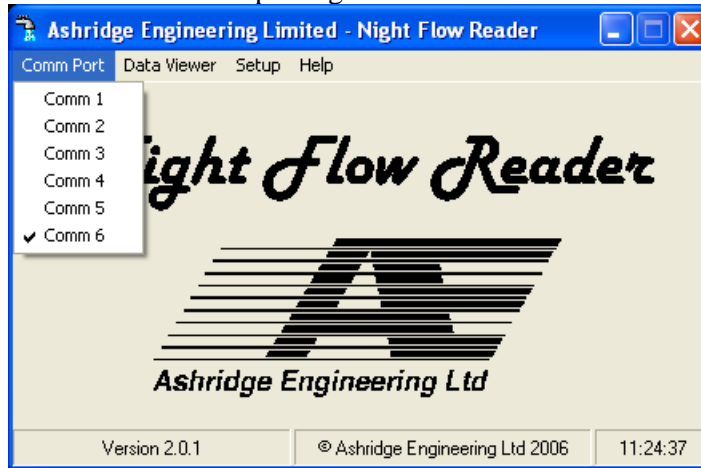 Ashridge Engineering Limited - Night Flow Reader
Comm Port Data Viewer Setup Help
Comm 1
Comm 2
Comm 3
Comm 4
Comm 5
Comm 6
ight Flow Reader
Ashridge Engineering Ltd
Version 2.0.1 © Ashridge Engineering Ltd 2006 11:24:37